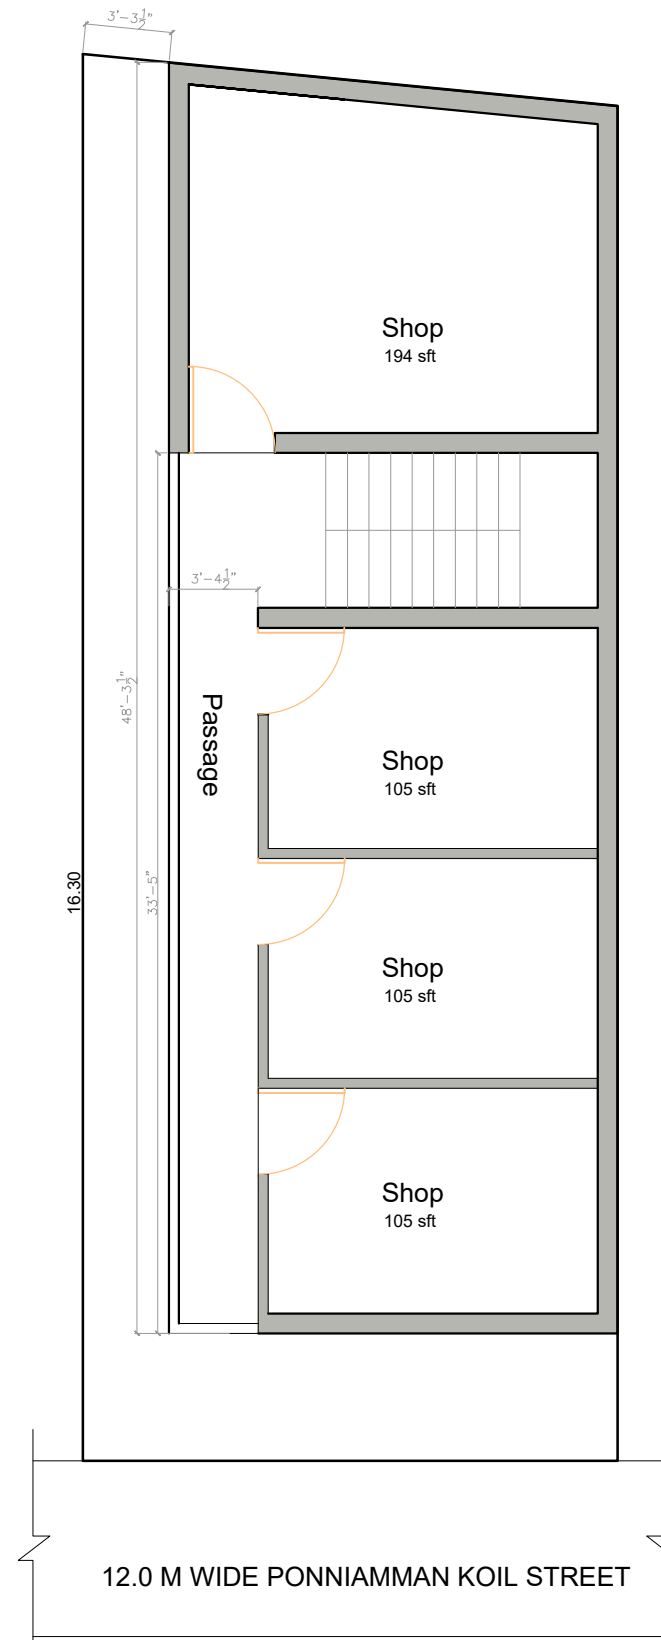 3'-3½"
Shop
194 sft
3'-4½"
48'-3½"
Passage
Shop
105 sft
16.30
33'-5"
Shop
105 sft
Shop
105 sft
12.0 M WIDE PONNIAMMAN KOIL STREET